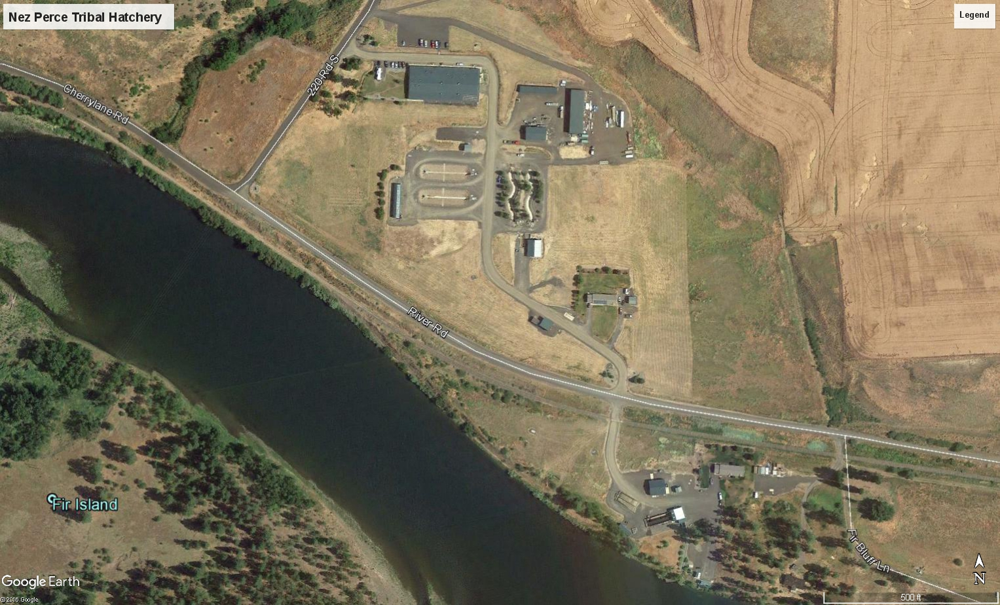 Nez Perce Tribal Hatchery
Legend
220 Rd S
Cherrylane Rd
River Rd
Fir Island
Fir Bluff Ln
Google Earth
N
©2016 Google
500 ft